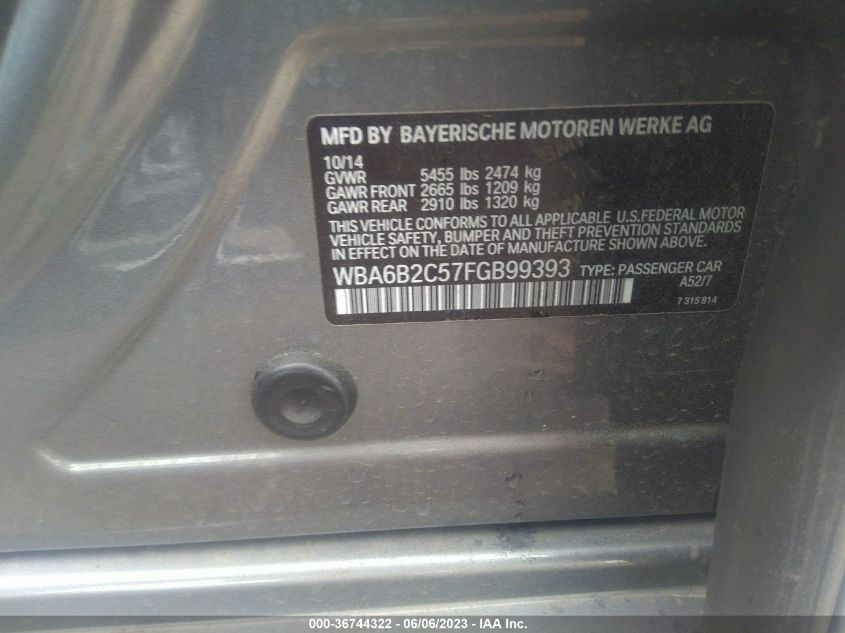 MFD BY BAYERISCHE MOTOREN WERKE AG
10/14
GVWR 5455 lbs 2474 kg
GAWR FRONT 2665 lbs 1209 kg
GAWR REAR 2910 lbs 1320 kg
THIS VEHICLE CONFORMS TO ALL APPLICABLE U.S.FEDERAL MOTOR
VEHICLE SAFETY, BUMPER AND THEFT PREVENTION STANDARDS
IN EFFECT ON THE DATE OF MANUFACTURE SHOWN ABOVE.
WBA6B2C57FGB99393 TYPE: PASSENGER CAR
A52/7
7 315 814
000-36744322 - 06/06/2023 - IAA Inc.